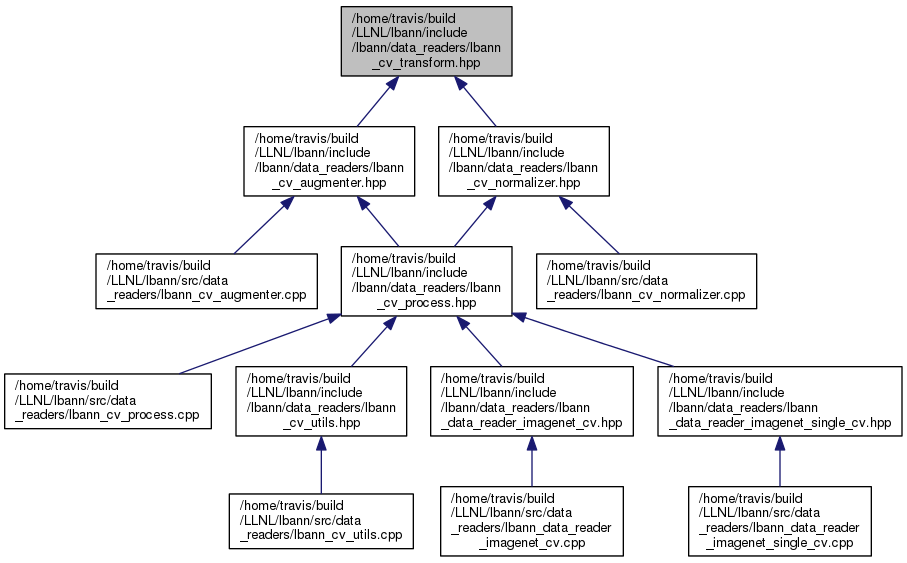 /home/travis/build
/LLNL/lbann/include
/lbann/data_readers/lbann
_cv_transform.hpp
/home/travis/build
/LLNL/lbann/include
/lbann/data_readers/lbann
_cv_augmenter.hpp
/home/travis/build
/LLNL/lbann/include
/lbann/data_readers/lbann
_cv_normalizer.hpp
/home/travis/build
/LLNL/lbann/src/data
_readers/lbann_cv_augmenter.cpp
/home/travis/build
/LLNL/lbann/include
/lbann/data_readers/lbann
_cv_process.hpp
/home/travis/build
/LLNL/lbann/src/data
_readers/lbann_cv_normalizer.cpp
/home/travis/build
/LLNL/lbann/src/data
_readers/lbann_cv_process.cpp
/home/travis/build
/LLNL/lbann/include
/lbann/data_readers/lbann
_cv_utils.hpp
/home/travis/build
/LLNL/lbann/include
/lbann/data_readers/lbann
_data_reader_imagenet_cv.hpp
/home/travis/build
/LLNL/lbann/include
/lbann/data_readers/lbann
_data_reader_imagenet_single_cv.hpp
/home/travis/build
/LLNL/lbann/src/data
_readers/lbann_cv_utils.cpp
/home/travis/build
/LLNL/lbann/src/data
_readers/lbann_data_reader
_imagenet_cv.cpp
/home/travis/build
/LLNL/lbann/src/data
_readers/lbann_data_reader
_imagenet_single_cv.cpp